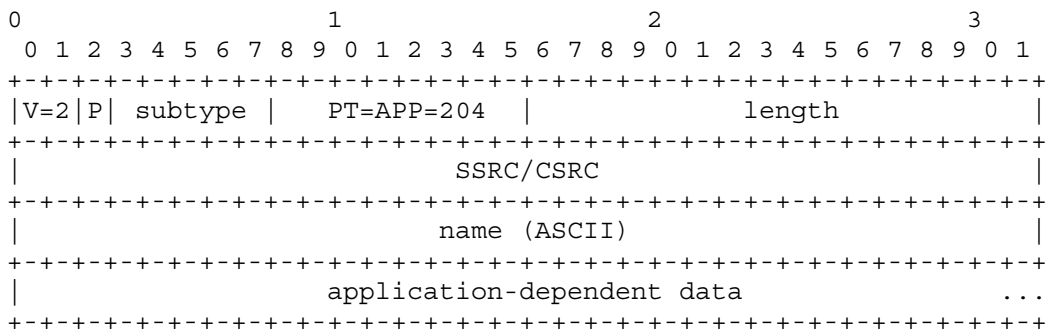 0                   1                   2                   3
 0 1 2 3 4 5 6 7 8 9 0 1 2 3 4 5 6 7 8 9 0 1 2 3 4 5 6 7 8 9 0 1
+-+-+-+-+-+-+-+-+-+-+-+-+-+-+-+-+-+-+-+-+-+-+-+-+-+-+-+-+-+-+-+-+
|V=2|P| subtype |   PT=APP=204  |             length            |
+-+-+-+-+-+-+-+-+-+-+-+-+-+-+-+-+-+-+-+-+-+-+-+-+-+-+-+-+-+-+-+-+
|                           SSRC/CSRC                           |
+-+-+-+-+-+-+-+-+-+-+-+-+-+-+-+-+-+-+-+-+-+-+-+-+-+-+-+-+-+-+-+-+
|                          name (ASCII)                         |
+-+-+-+-+-+-+-+-+-+-+-+-+-+-+-+-+-+-+-+-+-+-+-+-+-+-+-+-+-+-+-+-+
|                   application-dependent data                ...
+-+-+-+-+-+-+-+-+-+-+-+-+-+-+-+-+-+-+-+-+-+-+-+-+-+-+-+-+-+-+-+-+